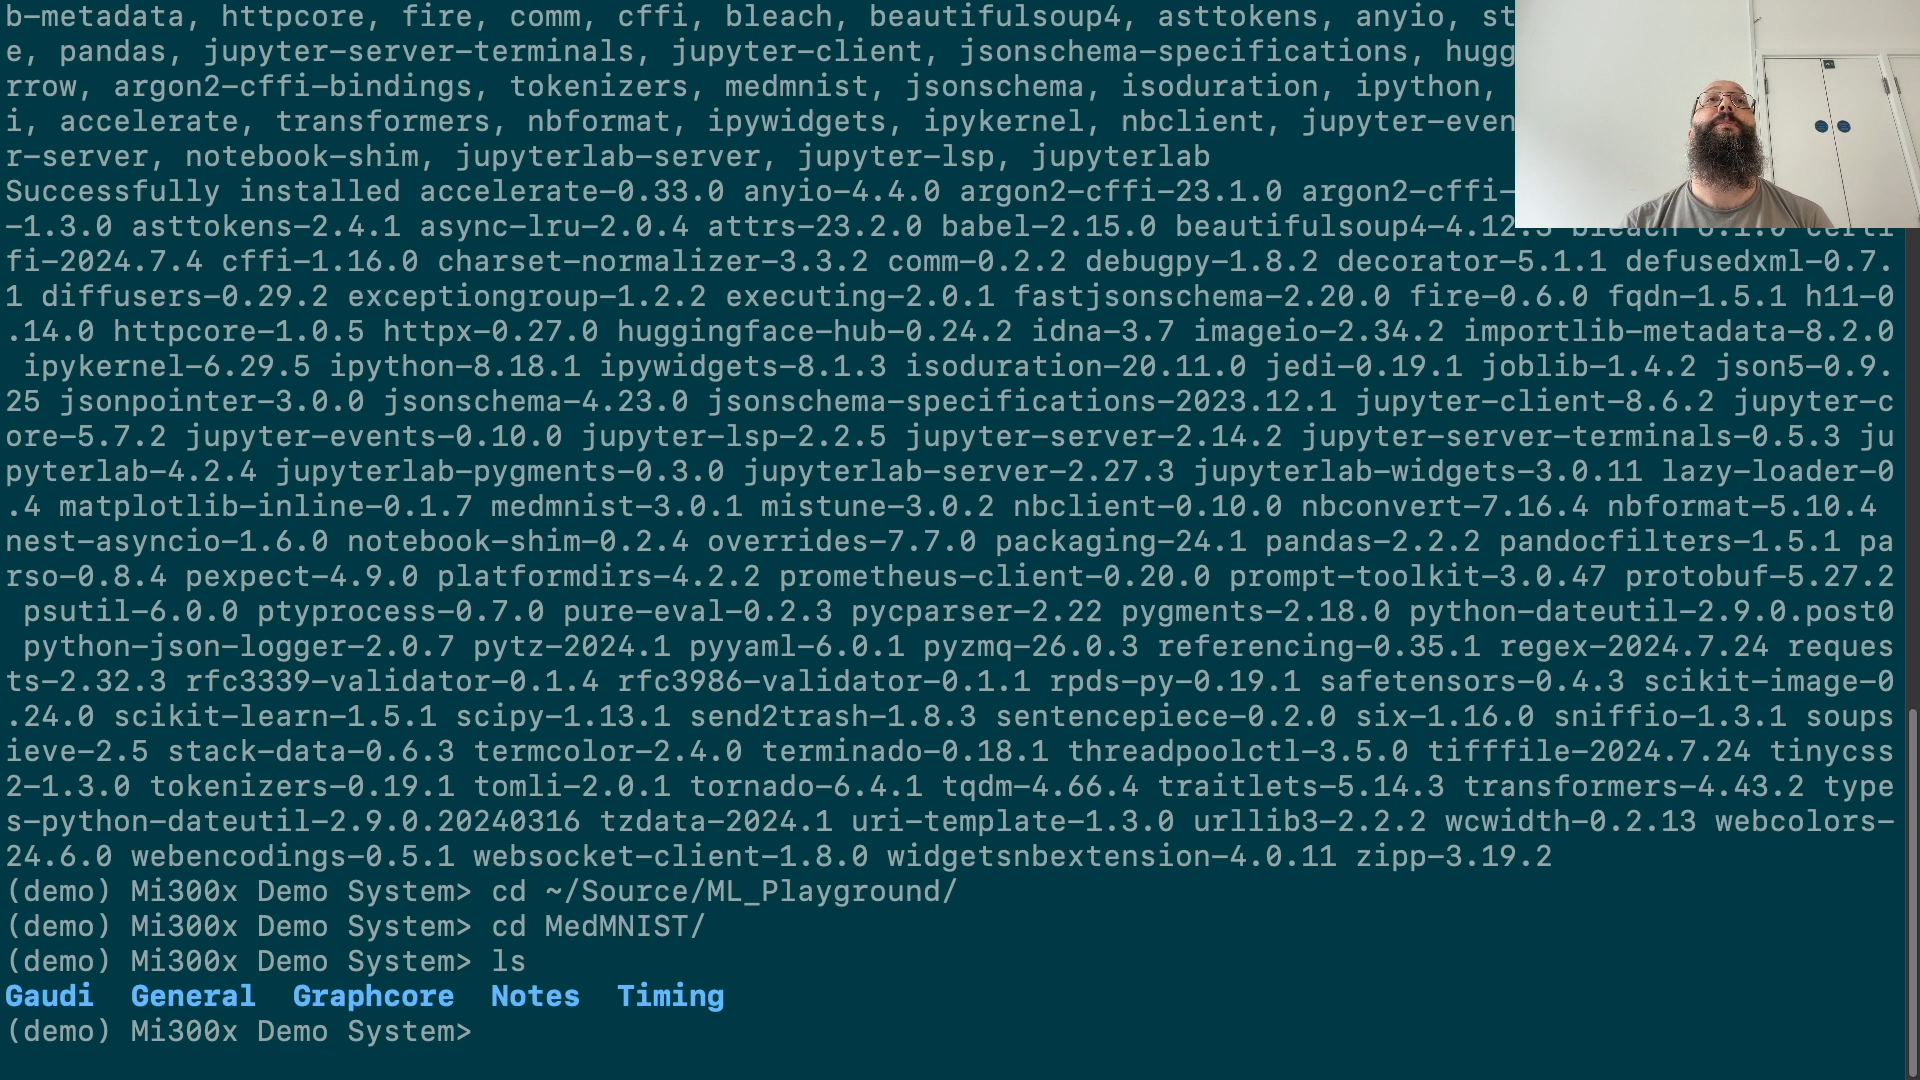 b-metadata, httpcore, fire, comm, cffi, bleach, beautifulsoup4, asttokens, anyio, st
e, pandas, jupyter-server-terminals, jupyter-client, jsonschema-specifications, hugg
rrow, argon2-cffi-bindings, tokenizers, medmnist, jsonschema, isoduration, ipython,
i, accelerate, transformers, nbformat, ipywidgets, ipykernel, nbclient, jupyter-even
r-server, notebook-shim, jupyterlab-server, jupyter-lsp, jupyterlab
Successfully installed accelerate-0.33.0 anyio-4.4.0 argon2-cffi-23.1.0 argon2-cffi-
-1.3.0 asttokens-2.4.1 async-lru-2.0.4 attrs-23.2.0 babel-2.15.0 beautifulsoup4-4.12.3 bleach-6.1.0 certi
fi-2024.7.4 cffi-1.16.0 charset-normalizer-3.3.2 comm-0.2.2 debugpy-1.8.2 decorator-5.1.1 defusedxml-0.7.
1 diffusers-0.29.2 exceptiongroup-1.2.2 executing-2.0.1 fastjsonschema-2.20.0 fire-0.6.0 fqdn-1.5.1 h11-0
.14.0 httpcore-1.0.5 httpx-0.27.0 huggingface-hub-0.24.2 idna-3.7 imageio-2.34.2 importlib-metadata-8.2.0
ipykernel-6.29.5 ipython-8.18.1 ipywidgets-8.1.3 isoduration-20.11.0 jedi-0.19.1 joblib-1.4.2 json5-0.9.
25 jsonpointer-3.0.0 jsonschema-4.23.0 jsonschema-specifications-2023.12.1 jupyter-client-8.6.2 jupyter-c
ore-5.7.2 jupyter-events-0.10.0 jupyter-lsp-2.2.5 jupyter-server-2.14.2 jupyter-server-terminals-0.5.3 ju
pyterlab-4.2.4 jupyterlab-pygments-0.3.0 jupyterlab-server-2.27.3 jupyterlab-widgets-3.0.11 lazy-loader-0
.4 matplotlib-inline-0.1.7 medmnist-3.0.1 mistune-3.0.2 nbclient-0.10.0 nbconvert-7.16.4 nbformat-5.10.4
nest-asyncio-1.6.0 notebook-shim-0.2.4 overrides-7.7.0 packaging-24.1 pandas-2.2.2 pandocfilters-1.5.1 pa
rso-0.8.4 pexpect-4.9.0 platformdirs-4.2.2 prometheus-client-0.20.0 prompt-toolkit-3.0.47 protobuf-5.27.2
psutil-6.0.0 ptyprocess-0.7.0 pure-eval-0.2.3 pycparser-2.22 pygments-2.18.0 python-dateutil-2.9.0.post0
python-json-logger-2.0.7 pytz-2024.1 pyyaml-6.0.1 pyzmq-26.0.3 referencing-0.35.1 regex-2024.7.24 reques
ts-2.32.3 rfc3339-validator-0.1.4 rfc3986-validator-0.1.1 rpds-py-0.19.1 safetensors-0.4.3 scikit-image-0
.24.0 scikit-learn-1.5.1 scipy-1.13.1 send2trash-1.8.3 sentencepiece-0.2.0 six-1.16.0 sniffio-1.3.1 soups
ieve-2.5 stack-data-0.6.3 termcolor-2.4.0 terminado-0.18.1 threadpoolctl-3.5.0 tifffile-2024.7.24 tinycss
2-1.3.0 tokenizers-0.19.1 tomli-2.0.1 tornado-6.4.1 tqdm-4.66.4 traitlets-5.14.3 transformers-4.43.2 type
s-python-dateutil-2.9.0.20240316 tzdata-2024.1 uri-template-1.3.0 urllib3-2.2.2 wcwidth-0.2.13 webcolors-
24.6.0 webencodings-0.5.1 websocket-client-1.8.0 widgetsnbextension-4.0.11 zipp-3.19.2
(demo) Mi300x Demo System> cd ~/Source/ML_Playground/
(demo) Mi300x Demo System> cd MedMNIST/
(demo) Mi300x Demo System> ls
Gaudi General Graphcore Notes Timing
(demo) Mi300x Demo System>